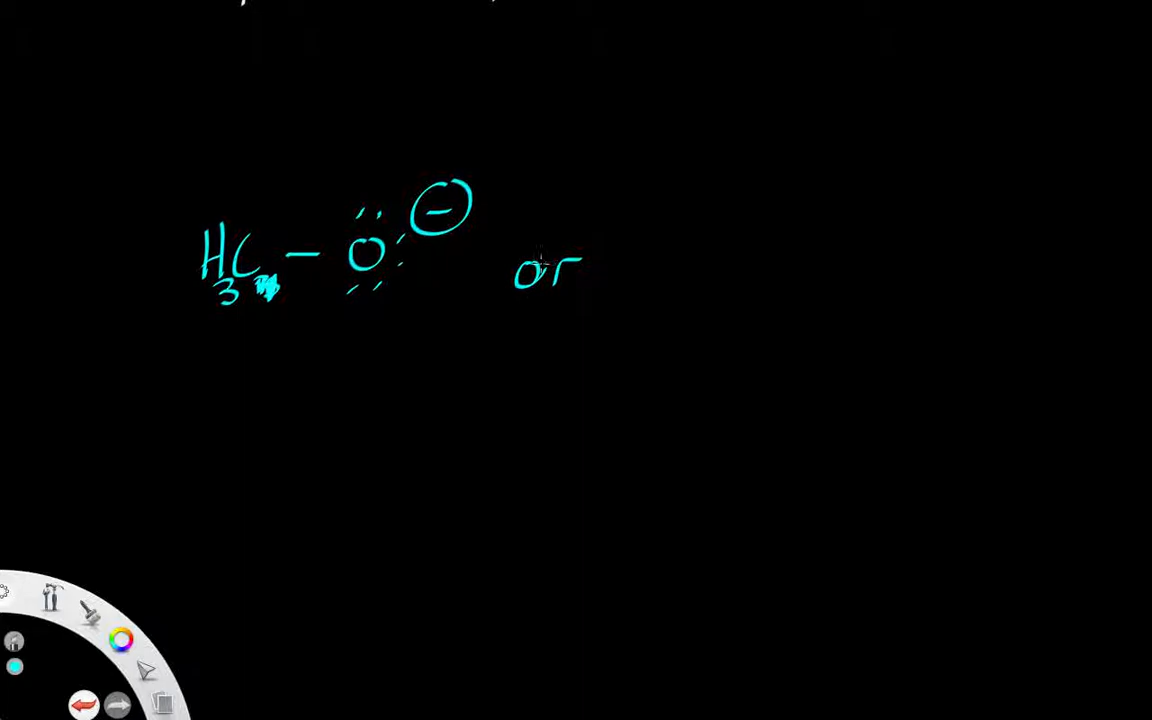 H₃C – O ⊖ or